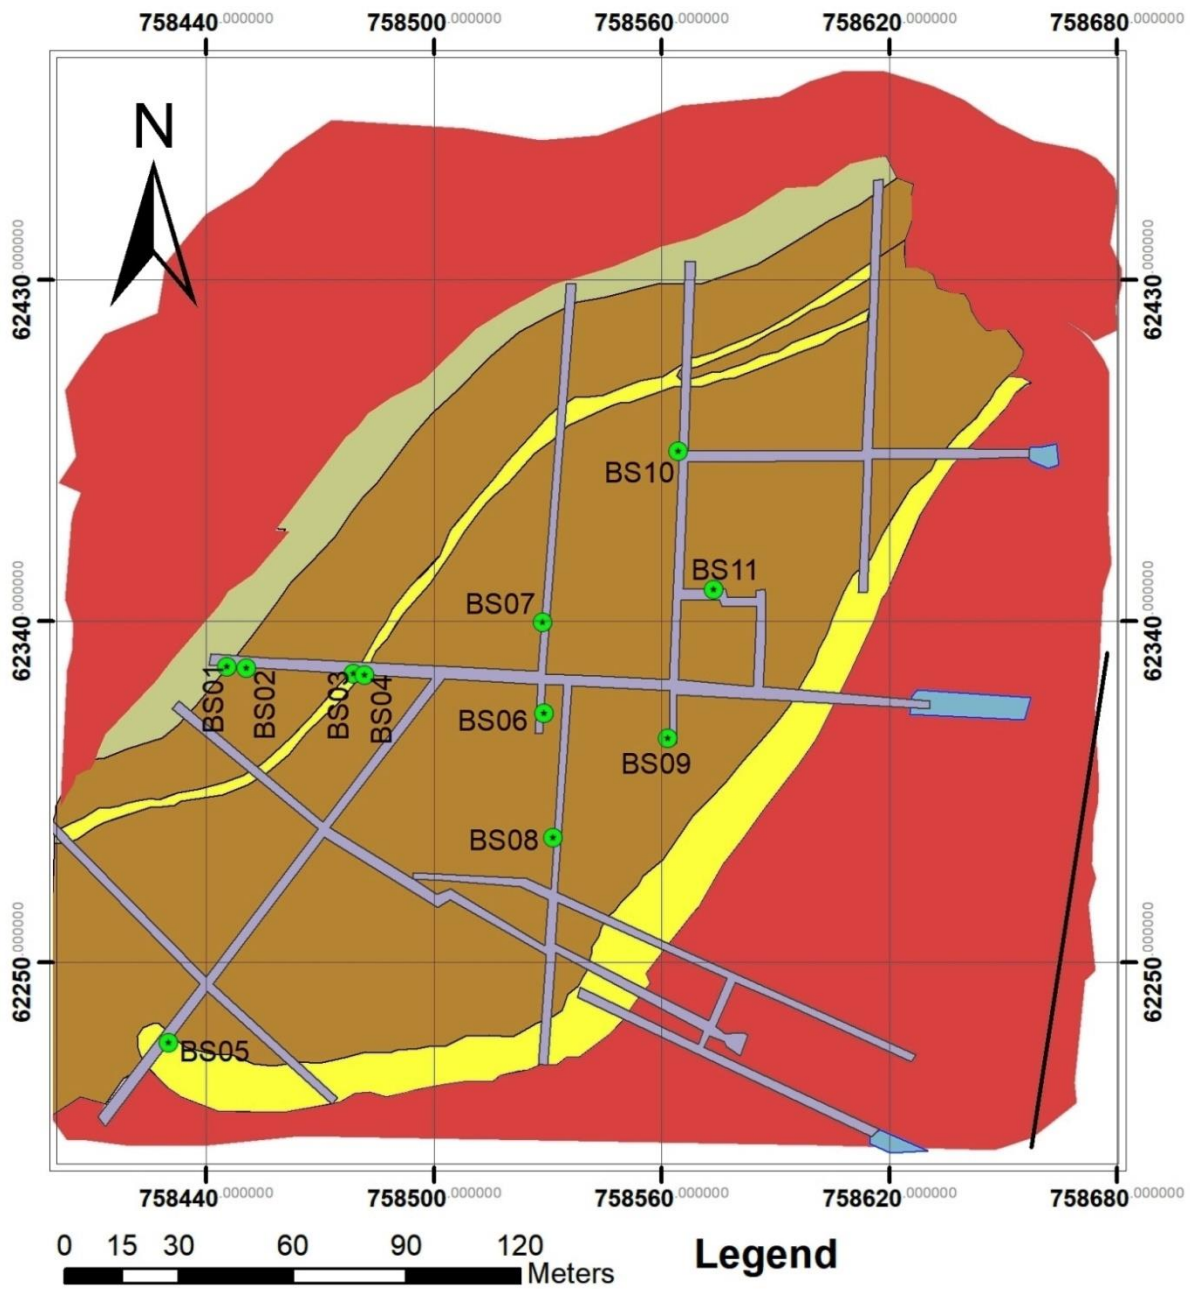 758440.000000 758500.000000 758560.000000 758620.000000 758680.000000
N
62430.000000 62430.000000
BS10
BS11
BS07
62340.000000 62340.000000
BS01 BS02 BS03 BS04
BS06
BS09
BS08
62250.000000 62250.000000
BS05
758440.000000 758500.000000 758560.000000 758620.000000 758680.000000
0 15 30 60 90 120
Meters
Legend